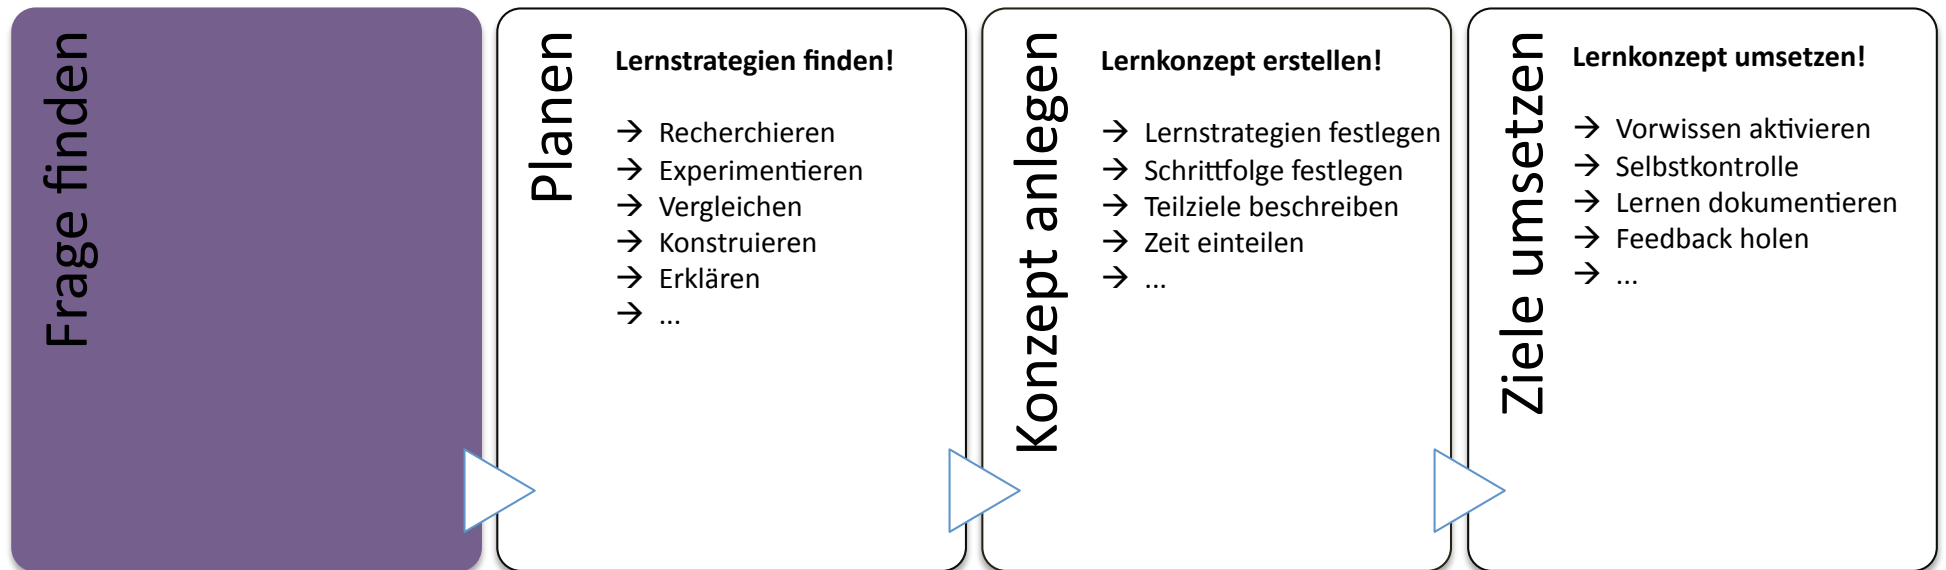 Frage finden
Planen
Lernstrategien finden!
→ Recherchieren
→ Experimentieren
→ Vergleichen
→ Konstruieren
→ Erklären
→ ...
Konzept anlegen
Lernkonzept erstellen!
→ Lernstrategien festlegen
→ Schrittfolge festlegen
→ Teilziele beschreiben
→ Zeit einteilen
→ ...
Ziele umsetzen
Lernkonzept umsetzen!
→ Vorwissen aktivieren
→ Selbstkontrolle
→ Lernen dokumentieren
→ Feedback holen
→ ...